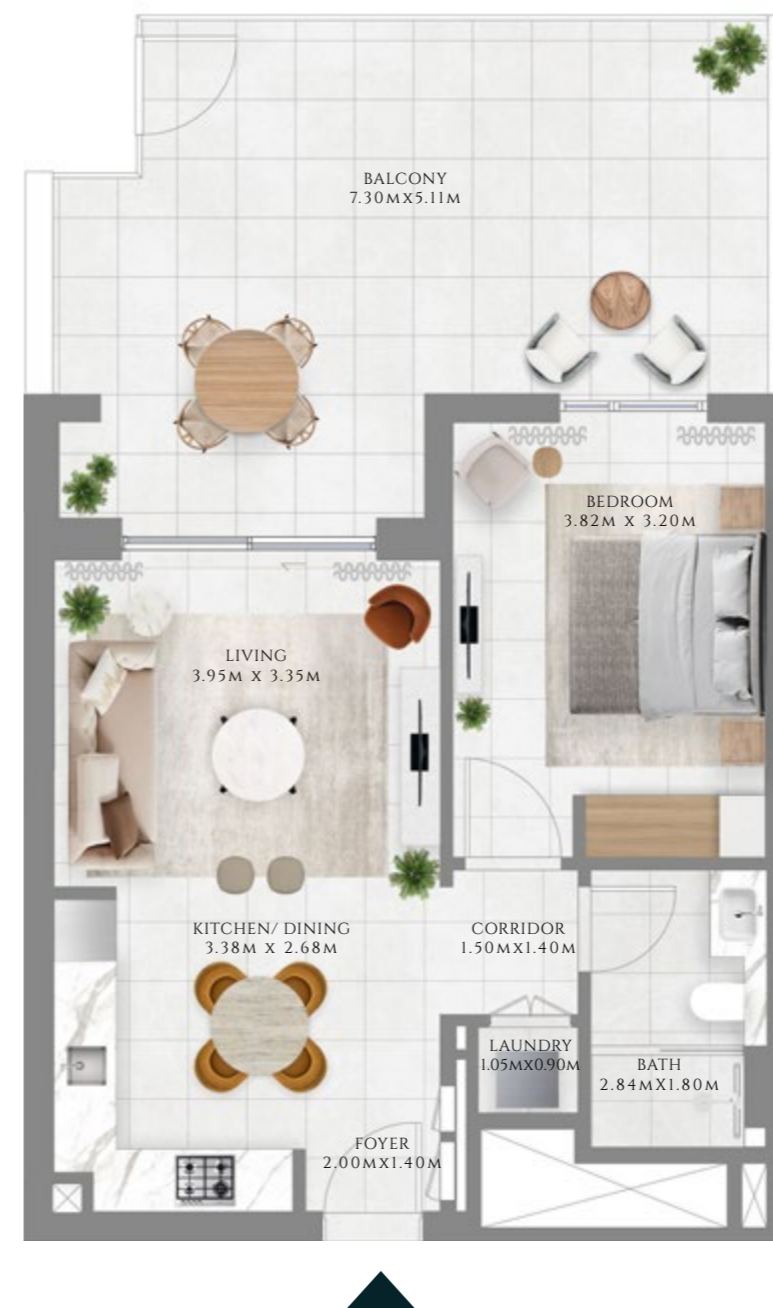 BALCONY
7.30MX5.11M
BEDROOM
3.82M X 3.20M
LIVING
3.95M X 3.35M
KITCHEN/ DINING
3.38M X 2.68M
CORRIDOR
1.50MX1.40M
LAUNDRY
1.05MX0.90M
BATH
2.84MX1.80M
FOYER
2.00MX1.40M